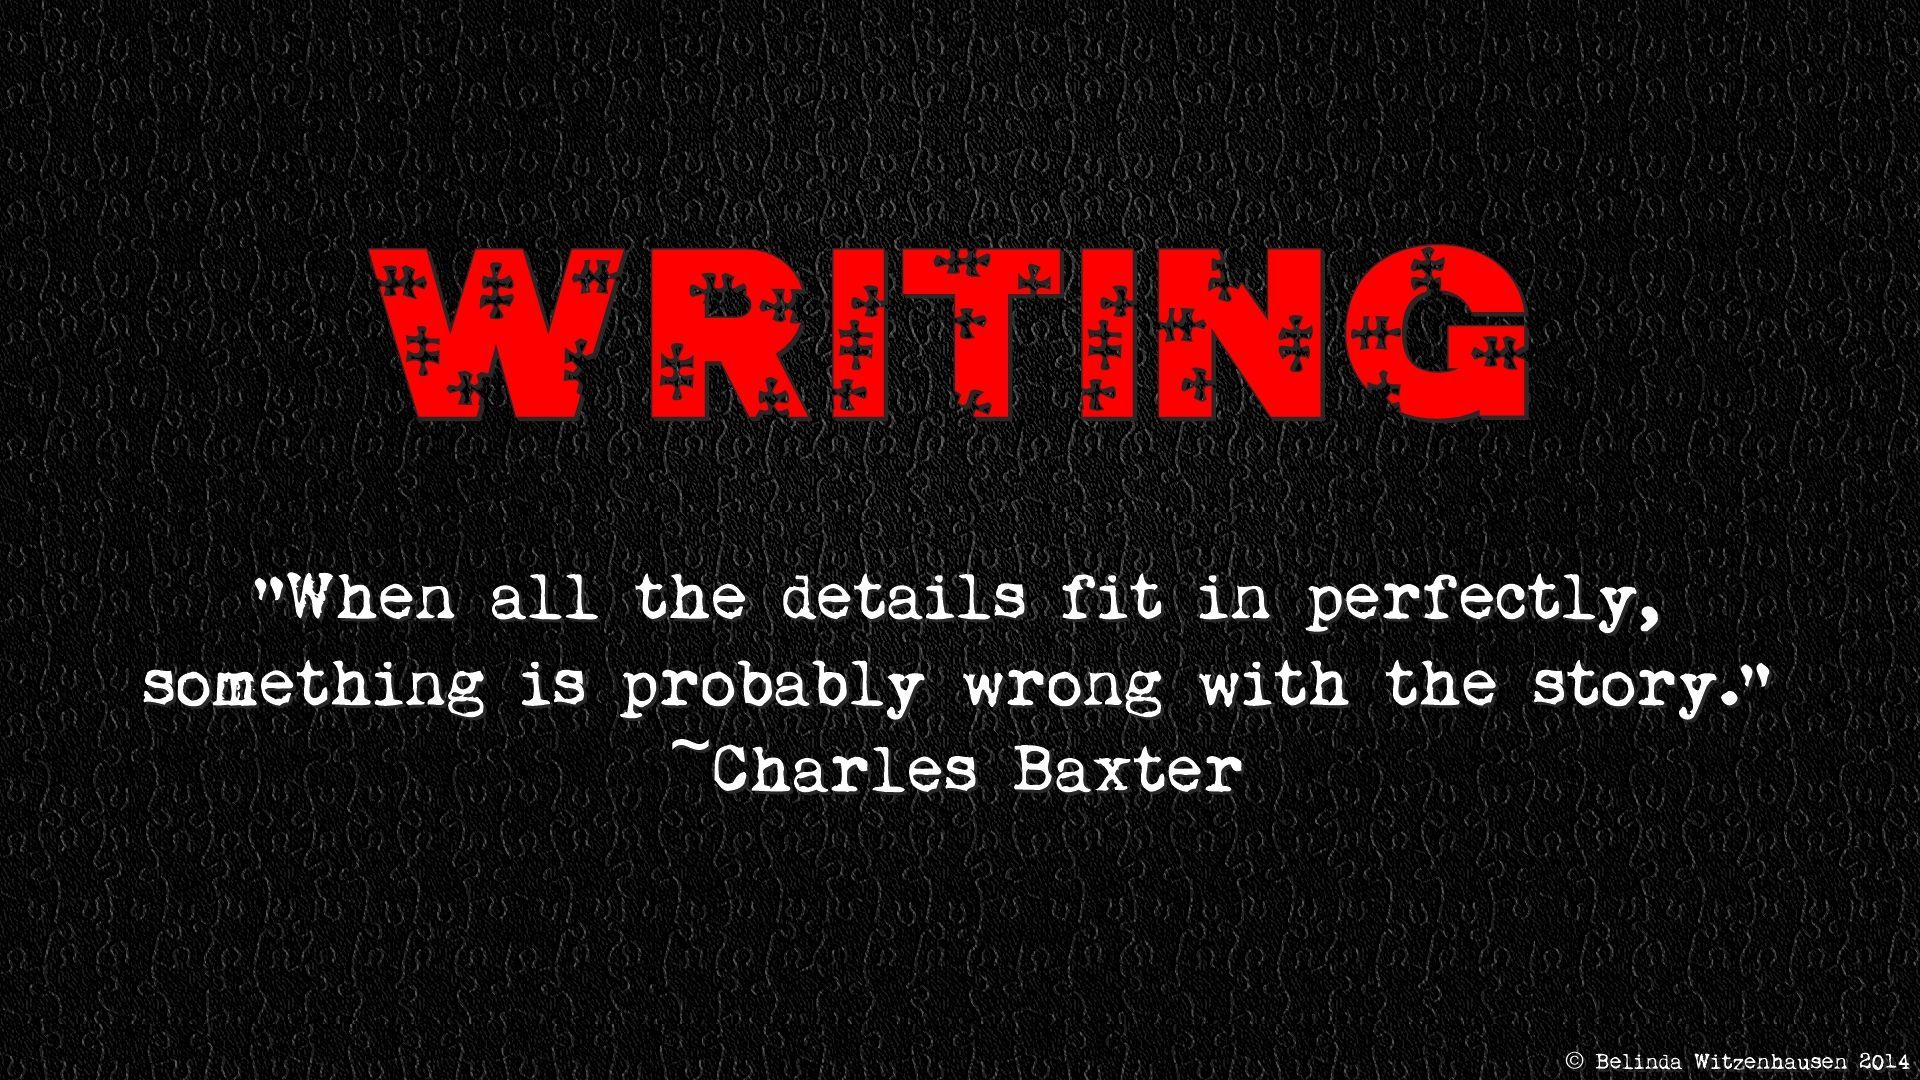 WRITING
"When all the details fit in perfectly,
something is probably wrong with the story."
~Charles Baxter
© Belinda Witzenhausen 2014